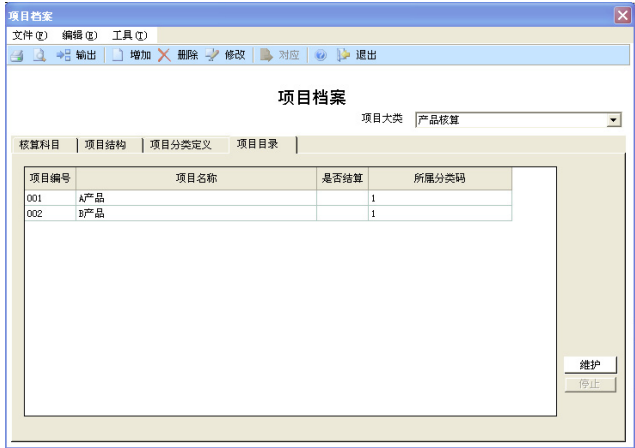 项目档案
文件(F) 编辑(E) 工具(T)
输出 增加 删除 修改 对应 退出
项目档案
项目大类 产品核算
核算科目 项目结构 项目分类定义 项目目录
项目编号 项目名称 是否结算 所属分类码
001 A产品 1
002 B产品 1
维护
停止